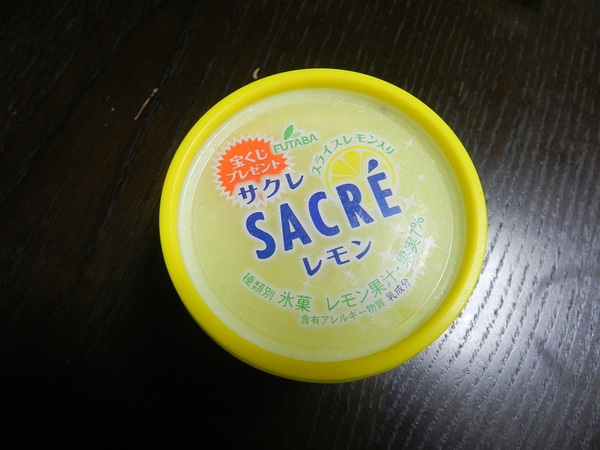 FUTABA
宝くじ
プレゼント
スライスレモン入り
サクレ
SACRÉ
レモン
種類別 氷菓 レモン果汁・果実7%
含有アレルギー物質 乳成分